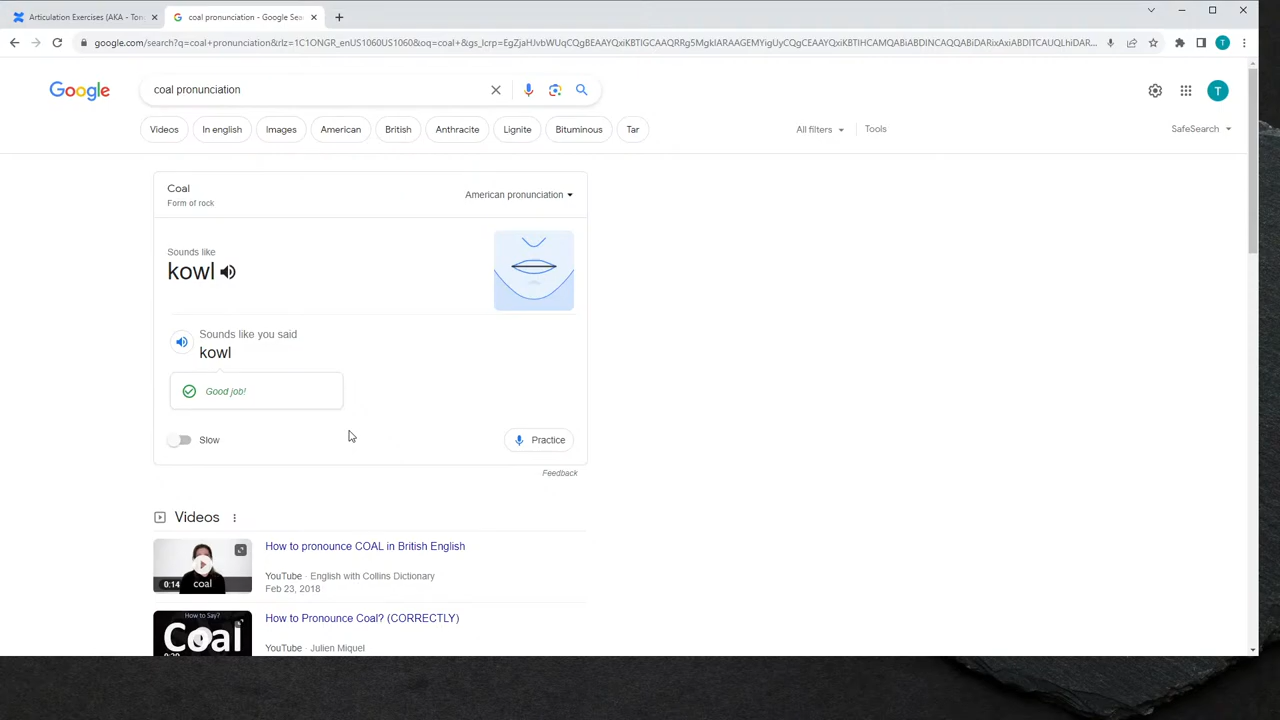 Articulation Exercises (AKA - Ton
coal pronunciation - Google Sea
google.com/search?q=coal+pronunciation&rlz=1C1ONGR_enUS1060US1060&oq=coal+&gs_lcrp=
T
Google
coal pronunciation
T
Videos In english Images American British Anthracite Lignite Bituminous Tar
All filters Tools SafeSearch
Coal
Form of rock
American pronunciation
Sounds like
kowl
Sounds like you said
kowl
Good job!
Slow Practice
Feedback
Videos
How to pronounce COAL in British English
YouTube · English with Collins Dictionary
Feb 23, 2018
0:14
coal
How to Pronounce Coal? (CORRECTLY)
YouTube · Julien Miquel
How to Say?
Coal